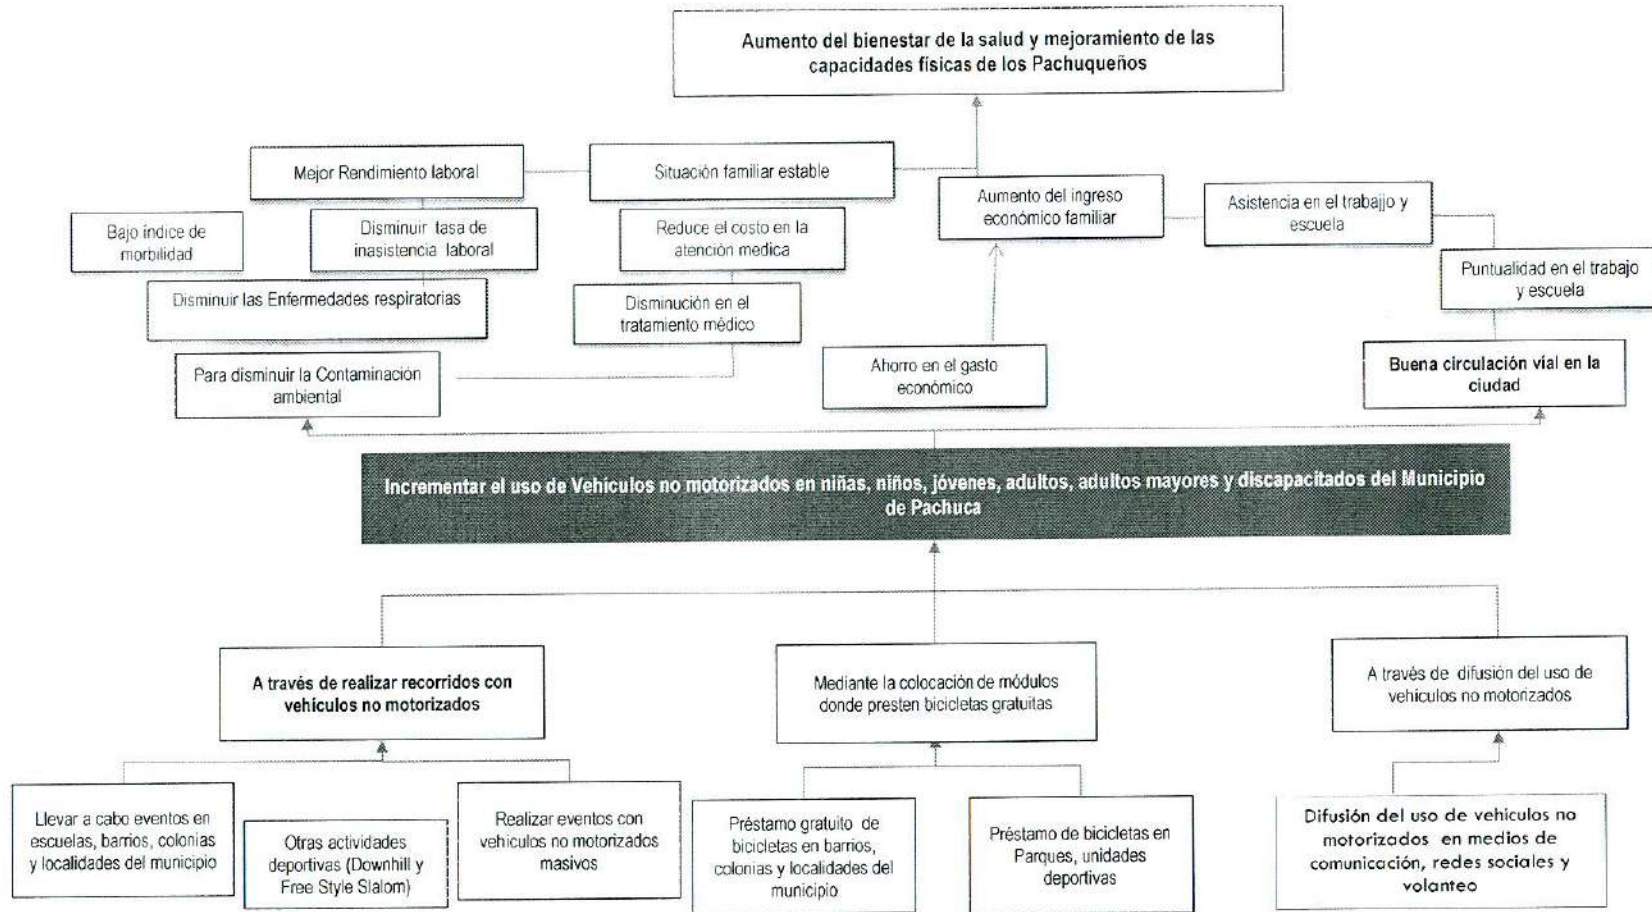 Aumento del bienestar de la salud y mejoramiento de las
capacidades físicas de los Pachuqueños
Mejor Rendimiento laboral
Situación familiar estable
Aumento del ingreso
económico familiar
Asistencia en el trabajjo y
escuela
Bajo índice de
morbilidad
Disminuir tasa de
inasistencia laboral
Reduce el costo en la
atención medica
Puntualidad en el trabajo
y escuela
Disminuir las Enfermedades respiratorias
Disminución en el
tratamiento médico
Para disminuir la Contaminación
ambiental
Ahorro en el gasto
económico
Buena circulación vial en la
ciudad
Incrementar el uso de Vehículos no motorizados en niñas, niños, jóvenes, adultos, adultos mayores y discapacitados del Municipio
de Pachuca
A través de realizar recorridos con
vehículos no motorizados
Mediante la colocación de módulos
donde presten bicicletas gratuitas
A través de difusión del uso de
vehículos no motorizados
Llevar a cabo eventos en
escuelas, barrios, colonias
y localidades del municipio
Otras actividades
deportivas (Downhill y
Free Style Slalom)
Realizar eventos con
vehículos no motorizados
masivos
Préstamo gratuito de
bicicletas en barrios,
colonias y localidades del
municipio
Préstamo de bicicletas en
Parques, unidades
deportivas
Difusión del uso de vehículos no
motorizados en medios de
comunicación, redes sociales y
volanteo